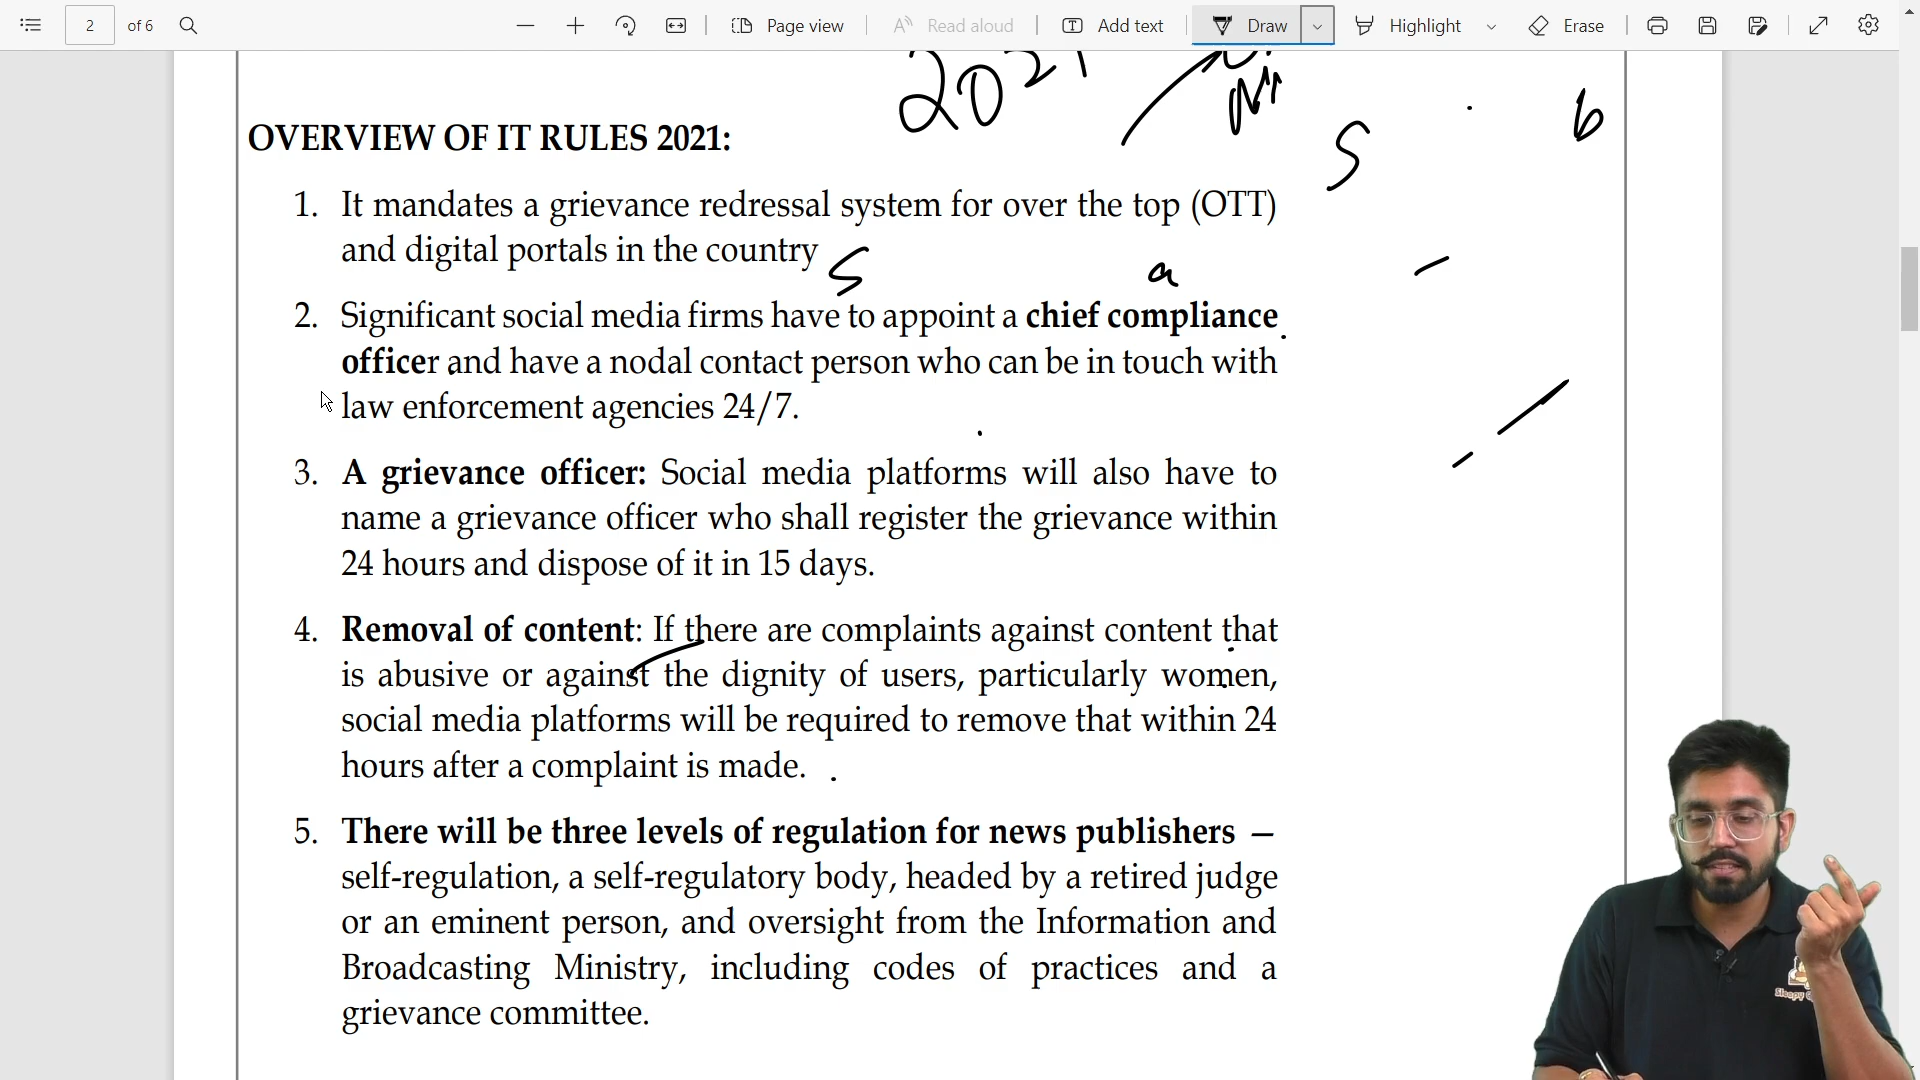 2 of 6 Page view Read aloud Add text Draw Highlight Erase
2021
S
6
OVERVIEW OF IT RULES 2021:
1. It mandates a grievance redressal system for over the top (OTT)
and digital portals in the country
S a
2. Significant social media firms have to appoint a chief compliance
officer and have a nodal contact person who can be in touch with
law enforcement agencies 24/7.
3. A grievance officer: Social media platforms will also have to
name a grievance officer who shall register the grievance within
24 hours and dispose of it in 15 days.
4. Removal of content: If there are complaints against content that
is abusive or against the dignity of users, particularly women,
social media platforms will be required to remove that within 24
hours after a complaint is made.
5. There will be three levels of regulation for news publishers —
self-regulation, a self-regulatory body, headed by a retired judge
or an eminent person, and oversight from the Information and
Broadcasting Ministry, including codes of practices and a
grievance committee.
Sleepy